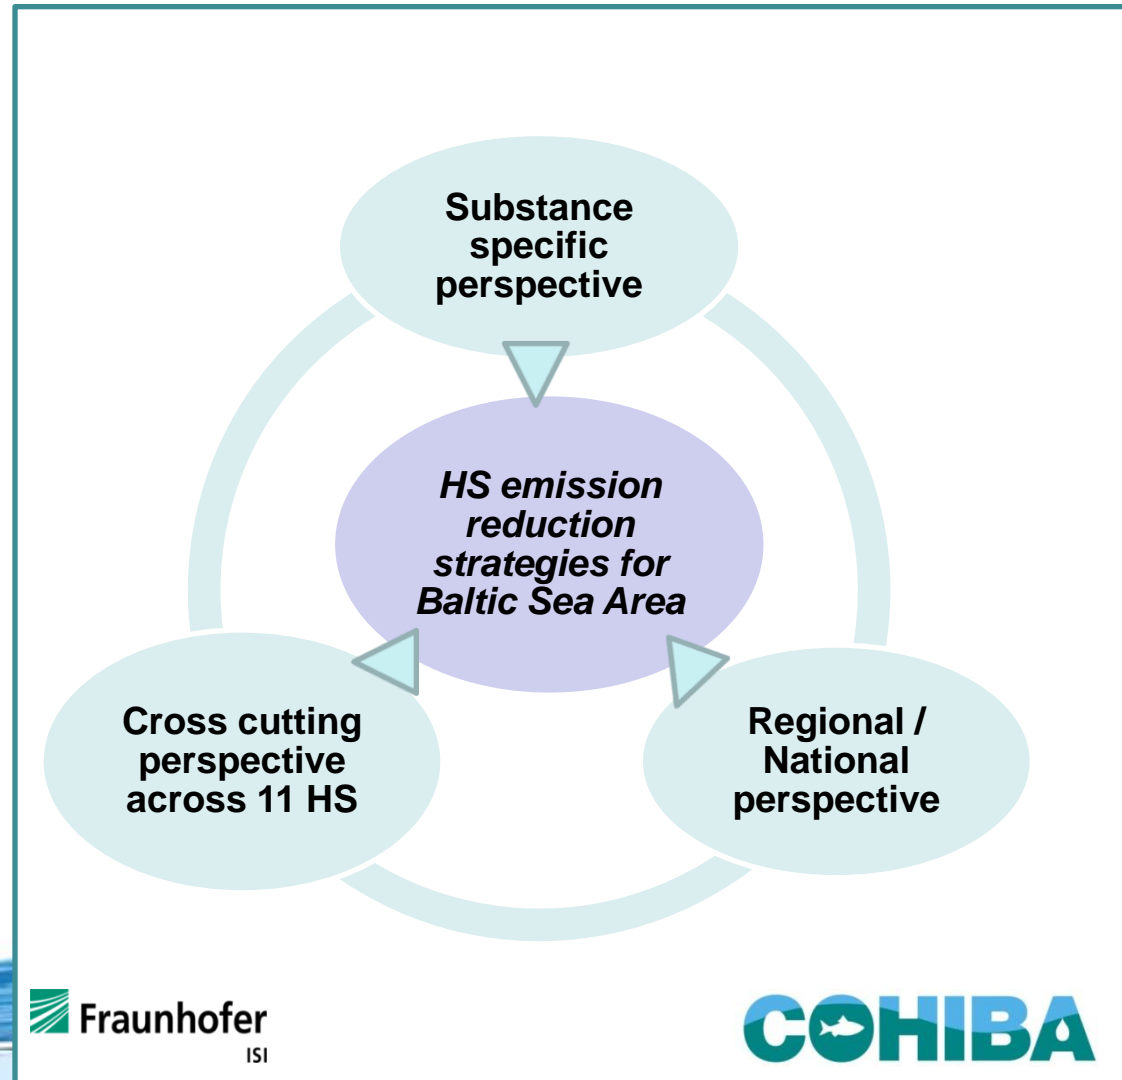 Substance
specific
perspective
HS emission
reduction
strategies for
Baltic Sea Area
Cross cutting
perspective
across 11 HS
Regional /
National
perspective
Fraunhofer
ISI
COHIBA